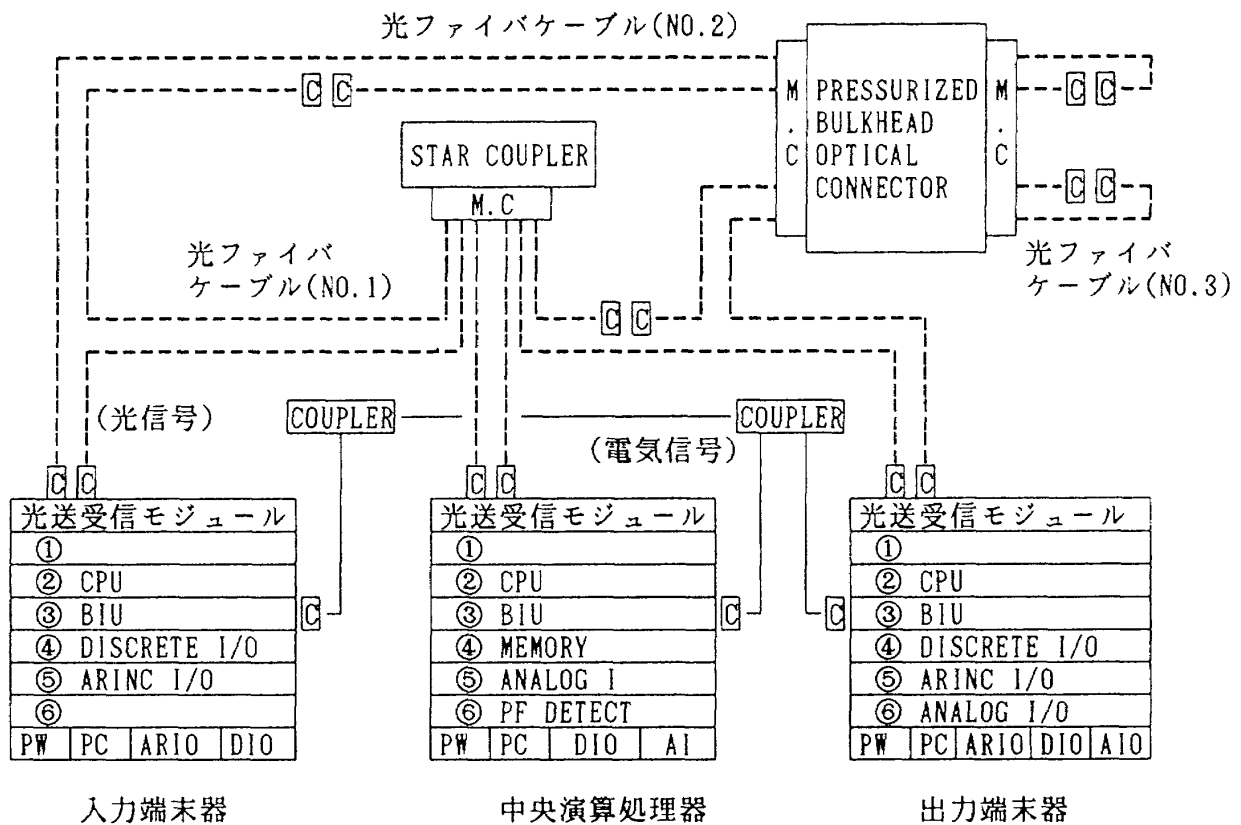 光ファイバケーブル(NO.2)
C C
M.C
PRESSURIZED
BULKHEAD
OPTICAL
CONNECTOR
M.C
C C
STAR COUPLER
M.C
C C
光ファイバ
ケーブル(NO.1)
光ファイバ
ケーブル(NO.3)
C C
(光信号)
COUPLER
COUPLER
(電気信号)
C C
C C
C C
光送受信モジュール
①
② CPU
③ BIU
C
④ DISCRETE I/O
⑤ ARINC I/O
⑥
PW PC ARIO DIO
入力端末器
光送受信モジュール
①
② CPU
③ BIU
C
④ MEMORY
⑤ ANALOG I
⑥ PF DETECT
PW PC DIO AI
中央演算処理器
光送受信モジュール
①
② CPU
C
③ BIU
④ DISCRETE I/O
⑤ ARINC I/O
⑥ ANALOG I/O
PW PC ARIO DIO AIO
出力端末器